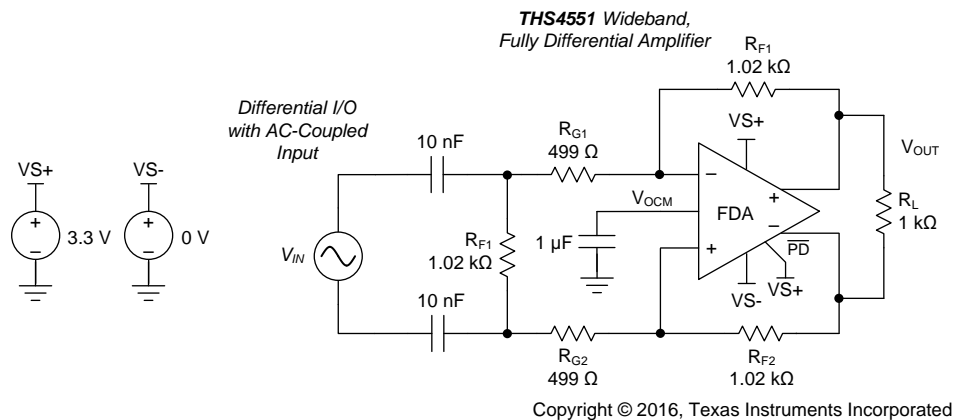 THS4551 Wideband,
Fully Differential Amplifier
RF1
1.02 kΩ
Differential I/O
with AC-Coupled
Input
10 nF
RG1
499 Ω
VS+
VS+
VS-
VOUT
−
VOCM
FDA
+
−
RL
1 kΩ
+
−
3.3 V
+
−
0 V
VIN
RF1
1.02 kΩ
1 µF
+
PD
VS-
VS+
10 nF
RG2
499 Ω
RF2
1.02 kΩ
Copyright © 2016, Texas Instruments Incorporated